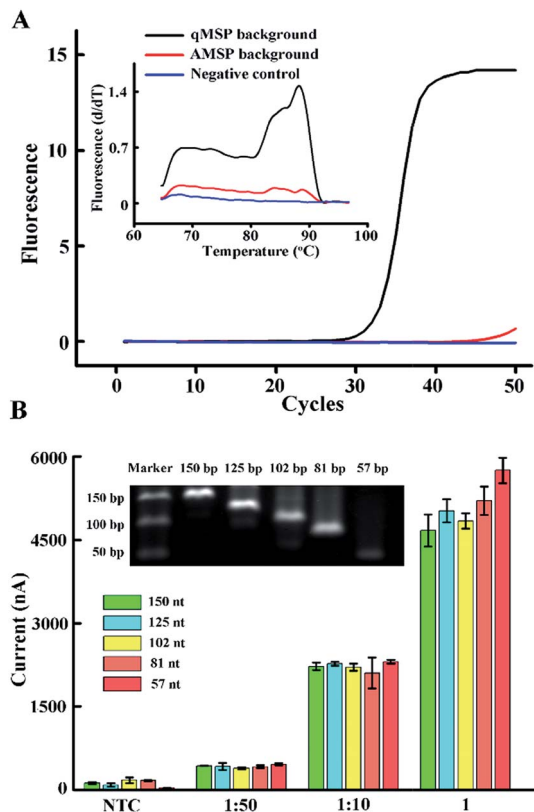 A
qMSP background
AMSP background
Negative control
Fluorescence
15
10
5
0
Fluorescence (d/dT)
1.4
0.7
0
60 70 80 90 100
Temperature (°C)
0 10 20 30 40 50
Cycles
B
Current (nA)
6000
4500
3000
1500
0
Marker 150 bp 125 bp 102 bp 81 bp 57 bp
150 bp
100 bp
50 bp
150 nt
125 nt
102 nt
81 nt
57 nt
NTC 1:50 1:10 1